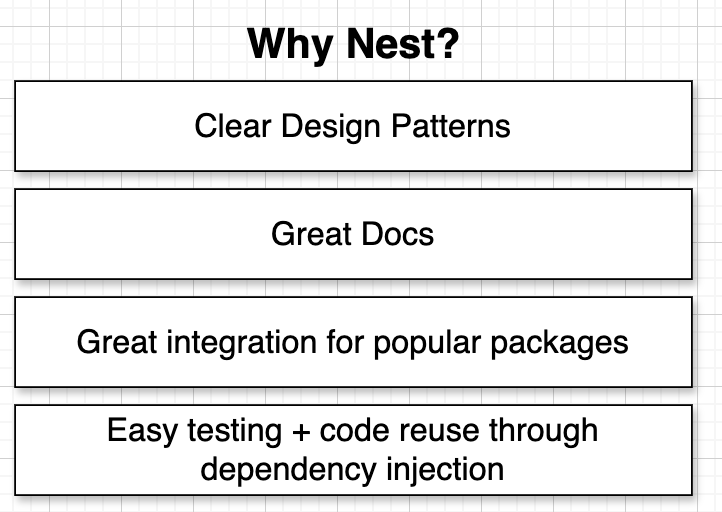 Why Nest?
Clear Design Patterns
Great Docs
Great integration for popular packages
Easy testing + code reuse through
dependency injection